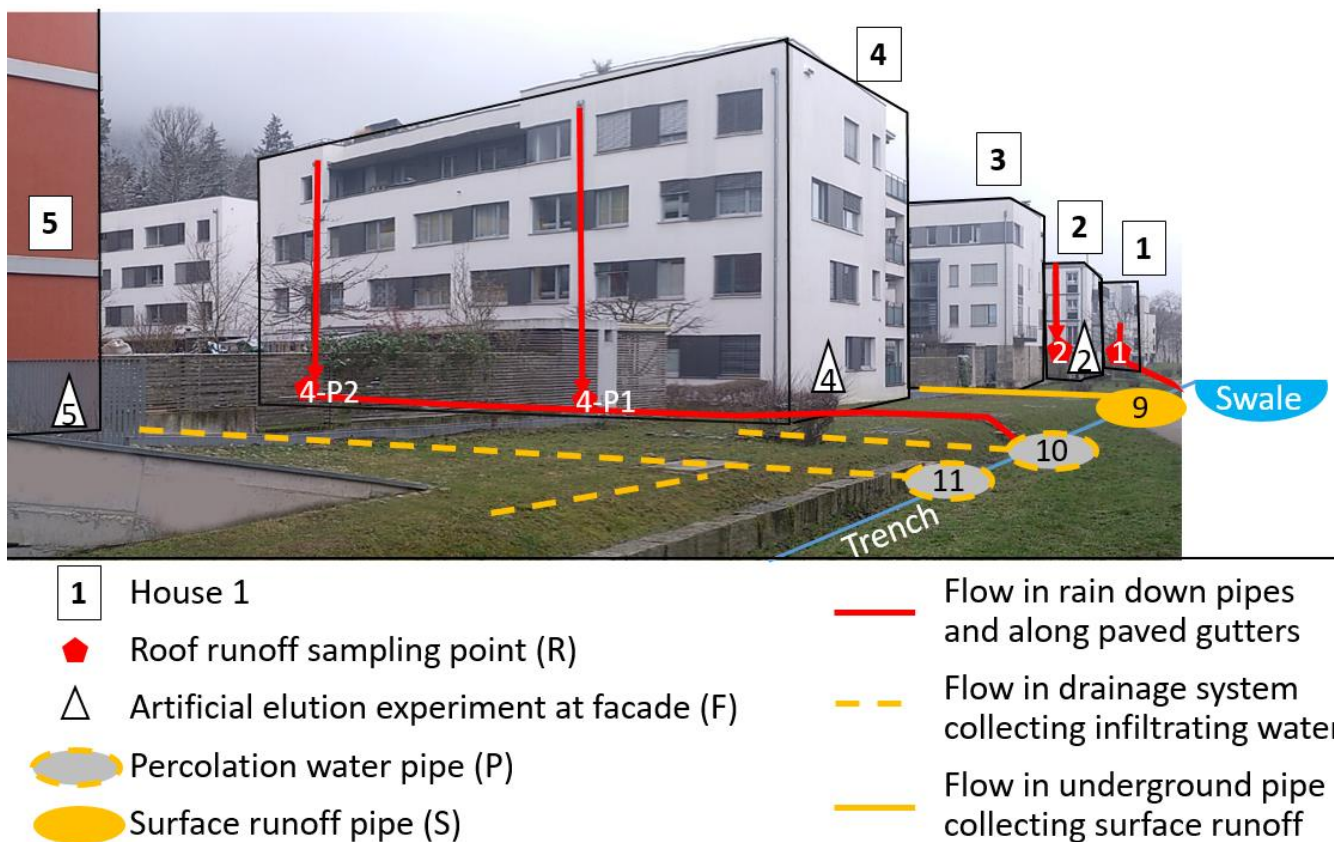 4
3
5
2
1
2
2
1
4-P2
4-P1
4
5
9
Swale
10
11
Trench
1 House 1
Roof runoff sampling point (R)
Artificial elution experiment at facade (F)
Percolation water pipe (P)
Surface runoff pipe (S)
Flow in rain down pipes
and along paved gutters
Flow in drainage system
collecting infiltrating water
Flow in underground pipe
collecting surface runoff